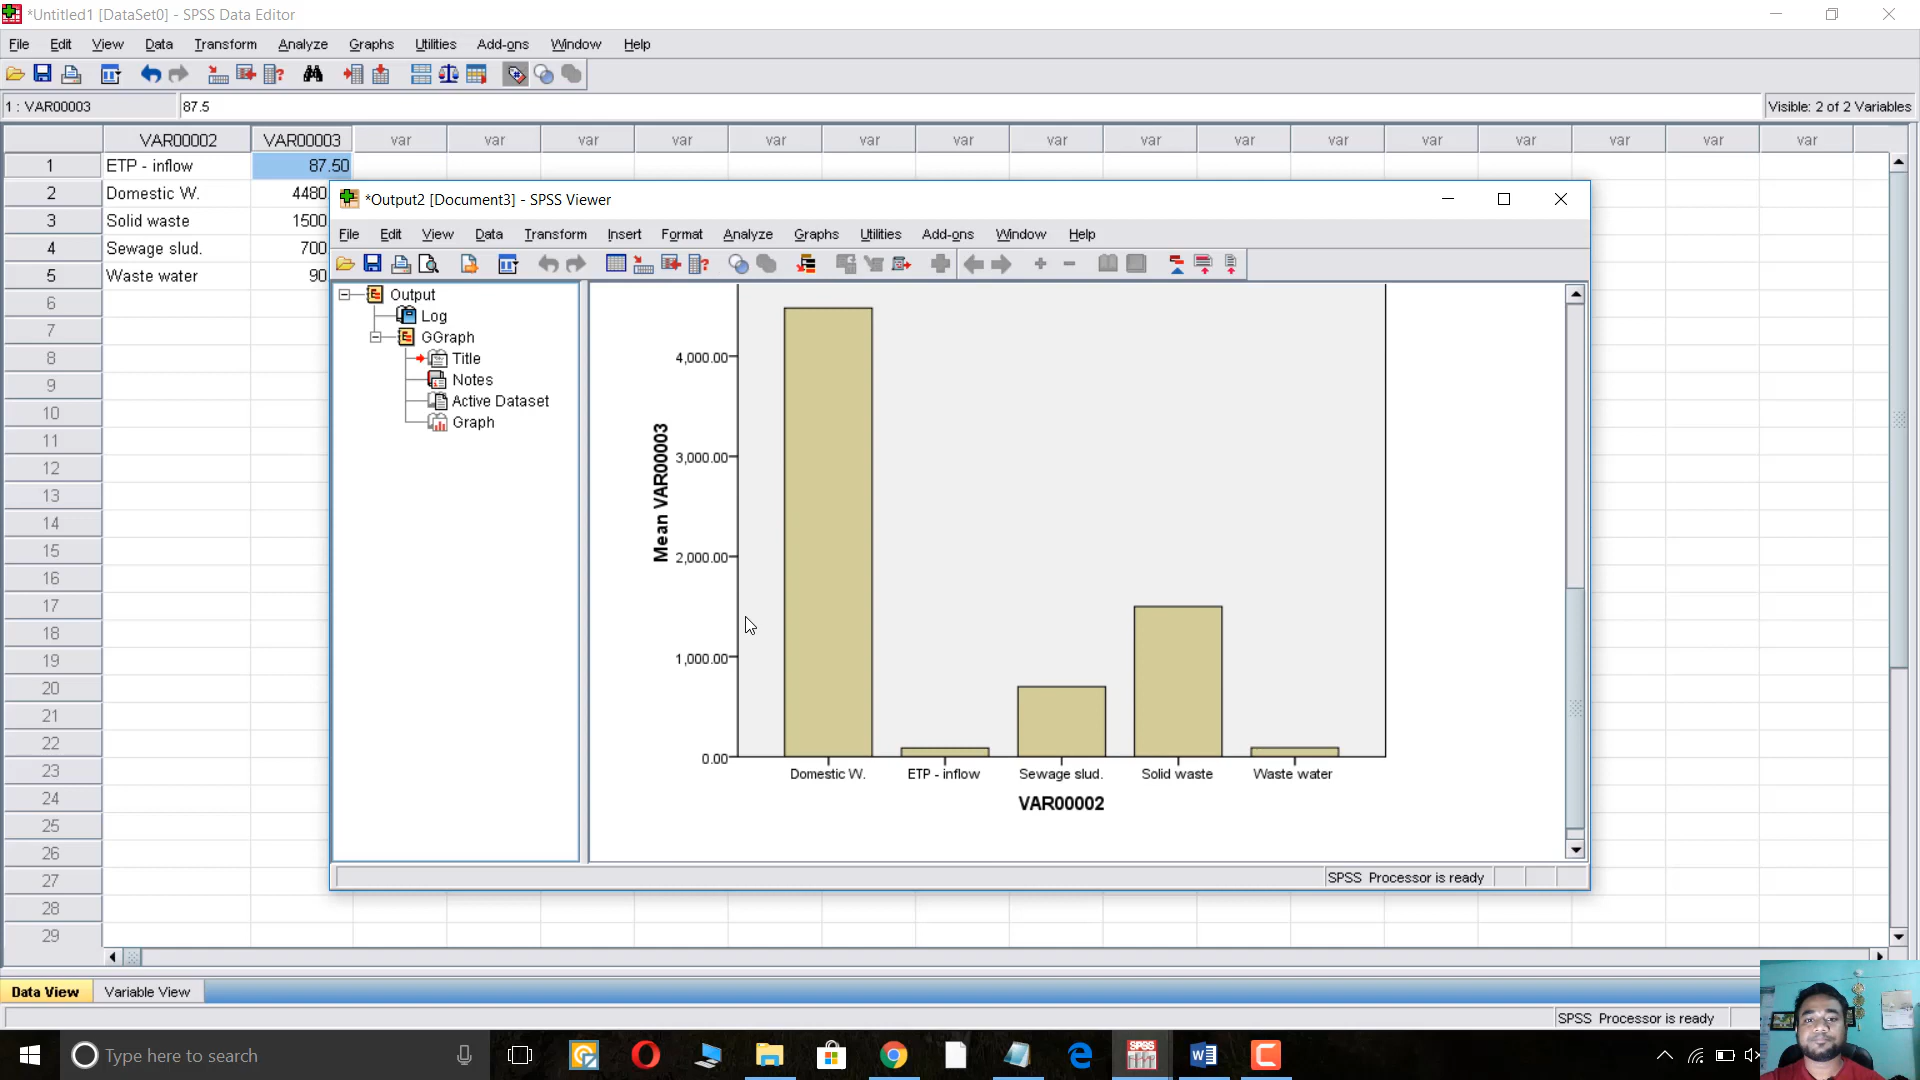 *Untitled1 [DataSet0] - SPSS Data Editor
File Edit View Data Transform Analyze Graphs Utilities Add-ons Window Help
1 : VAR00003 87.5 Visible: 2 of 2 Variables
VAR00002 VAR00003 var var var var var var var var var var var var var var var var
1 ETP - inflow 87.50
2 Domestic W. 4480
3 Solid waste 1500
4 Sewage slud. 700
5 Waste water 90
6
7
8
9
10
11
12
13
14
15
16
17
18
19
20
21
22
23
24
25
26
27
28
29
*Output2 [Document3] - SPSS Viewer
File Edit View Data Transform Insert Format Analyze Graphs Utilities Add-ons Window Help
Output
Log
GGraph
Title
Notes
Active Dataset
Graph
Mean VAR00003
4,000.00
3,000.00
2,000.00
1,000.00
0.00
Domestic W. ETP - inflow Sewage slud. Solid waste Waste water
VAR00002
SPSS Processor is ready
Data View Variable View
SPSS Processor is ready
Type here to search
SPSS